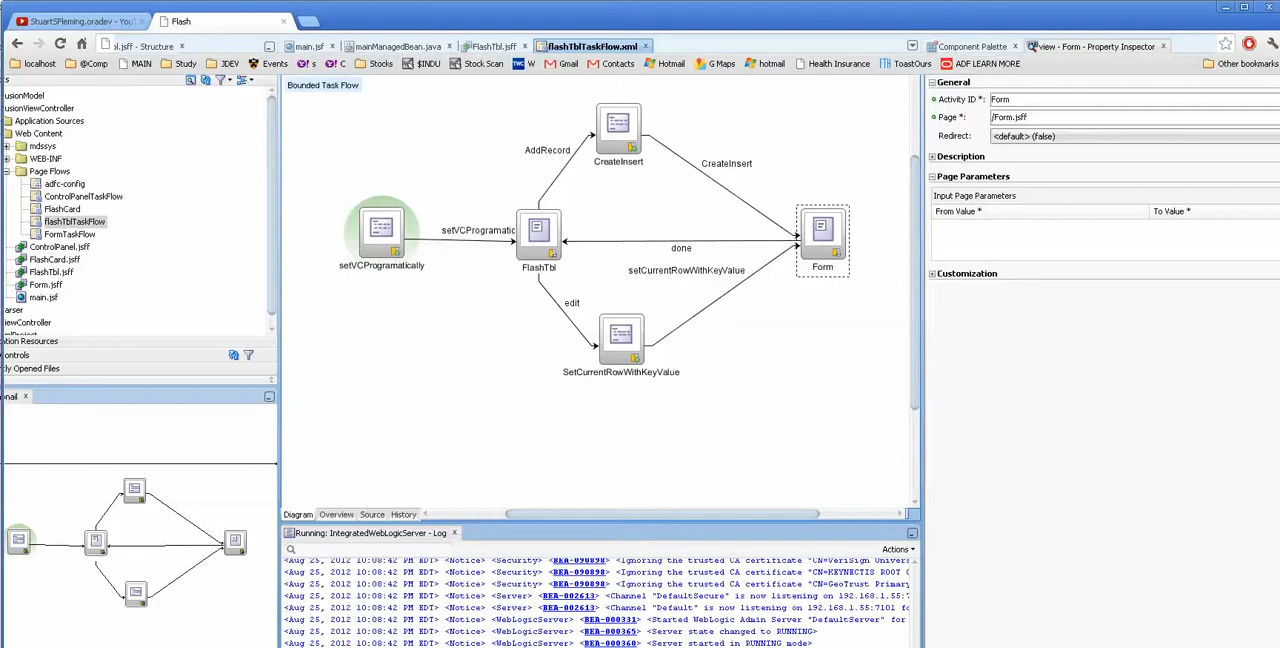 StuartSFleming.oradev - YouT
Flash
l.jsff - Structure
main.jsf
mainManagedBean.java
FlashTbl.jsff
flashTblTaskFlow.xml
Component Palette
view - Form - Property Inspector
localhost
@Comp
MAIN
Study
JDEV
Events
C
Stocks
$INDU
Stock Scan
TWC W
Gmail
Contacts
Hotmail
G Maps
hotmail
Health Insurance
ToastOurs
ADF LEARN MORE
Other bookmarks
usionModel
usionViewController
Application Sources
Web Content
mdssys
WEB-INF
Page Flows
adfc-config
ControlPanelTaskFlow
FlashCard
flashTblTaskFlow
FormTaskFlow
ControlPanel.jsff
FlashCard.jsff
FlashTbl.jsff
Form.jsff
main.jsf
arser
iewController
ation Resources
ontrols
ntly Opened Files
nail
Bounded Task Flow
AddRecord
CreateInsert
CreateInsert
setVCProgramatic
setVCProgramatically
FlashTbl
done
Form
setCurrentRowWithKeyValue
edit
SetCurrentRowWithKeyValue
Diagram
Overview
Source
History
Running: IntegratedWebLogicServer - Log
Actions
<Aug 25, 2012 10:08:42 PM EDT> <Notice> <Security> <BEA-090898> <Ignoring the trusted CA certificate "CN=VeriSign Univers
<Aug 25, 2012 10:08:42 PM EDT> <Notice> <Security> <BEA-090898> <Ignoring the trusted CA certificate "CN=KEYNECTIS ROOT C
<Aug 25, 2012 10:08:42 PM EDT> <Notice> <Security> <BEA-090898> <Ignoring the trusted CA certificate "CN=GeoTrust Primary
<Aug 25, 2012 10:08:42 PM EDT> <Notice> <Server> <BEA-002613> <Channel "DefaultSecure" is now listening on 192.168.1.55:7
<Aug 25, 2012 10:08:42 PM EDT> <Notice> <Server> <BEA-002613> <Channel "Default" is now listening on 192.168.1.55:7101 fo
<Aug 25, 2012 10:08:42 PM EDT> <Notice> <WebLogicServer> <BEA-000331> <Started WebLogic Admin Server "DefaultServer" for
<Aug 25, 2012 10:08:42 PM EDT> <Notice> <WebLogicServer> <BEA-000365> <Server state changed to RUNNING>
<Aug 25, 2012 10:08:42 PM EDT> <Notice> <WebLogicServer> <BEA-000360> <Server started in RUNNING mode>
General
Activity ID *: Form
Page *: /Form.jsff
Redirect: <default> (false)
Description
Page Parameters
Input Page Parameters
From Value *
To Value *
Customization